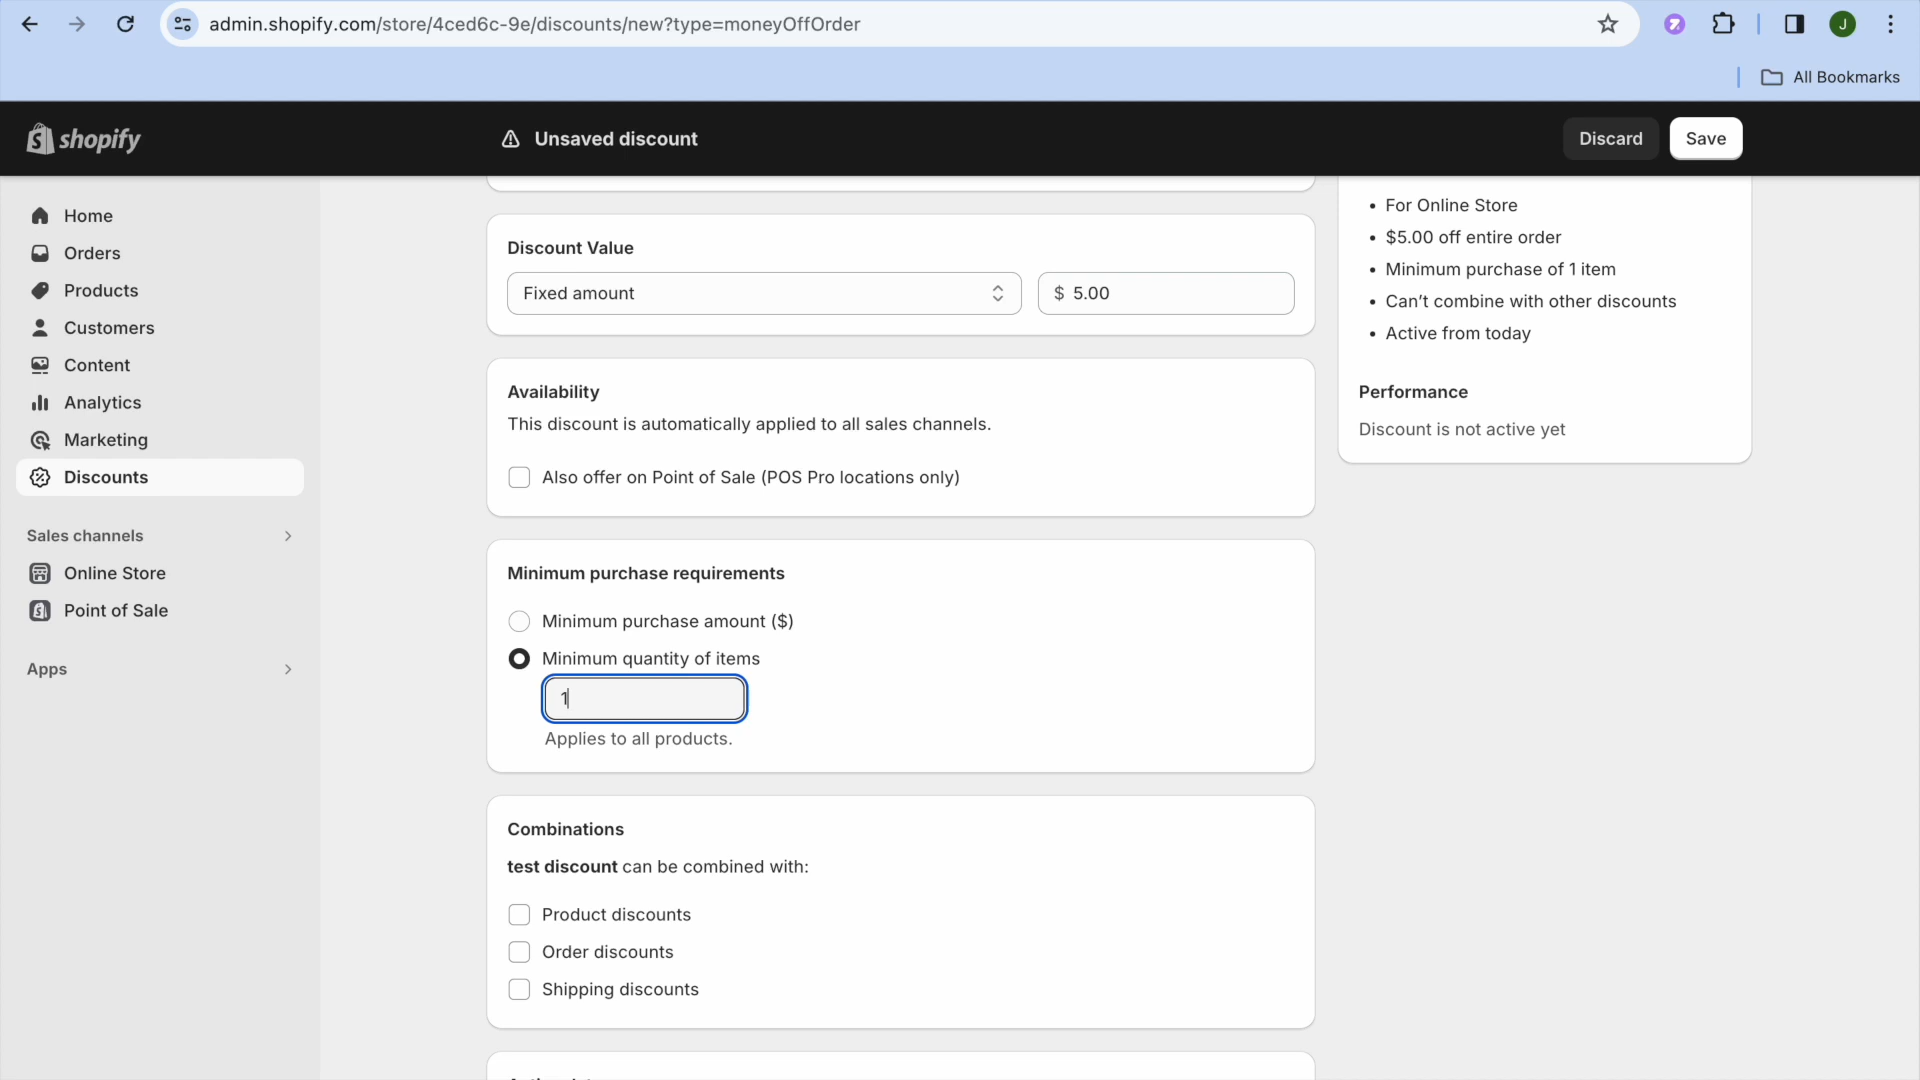 admin.shopify.com/store/4ced6c-9e/discounts/new?type=moneyOffOrder
J
All Bookmarks
shopify
Unsaved discount
Discard
Save
Home
Orders
Products
Customers
Content
Analytics
Marketing
Discounts
Sales channels
Online Store
Point of Sale
Apps
Discount Value
Fixed amount
$ 5.00
Availability
This discount is automatically applied to all sales channels.
Also offer on Point of Sale (POS Pro locations only)
Minimum purchase requirements
Minimum purchase amount ($)
Minimum quantity of items
1
Applies to all products.
Combinations
test discount can be combined with:
Product discounts
Order discounts
Shipping discounts
• For Online Store
• $5.00 off entire order
• Minimum purchase of 1 item
• Can’t combine with other discounts
• Active from today
Performance
Discount is not active yet